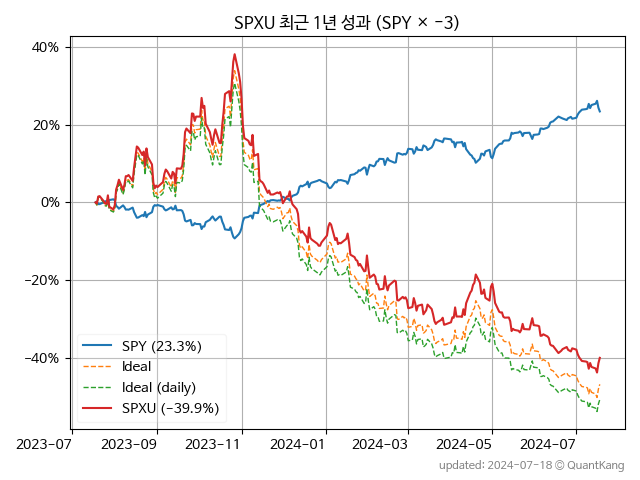 SPXU 최근 1년 성과 (SPY × −3)
40%
20%
0%
−20%
−40%
SPY (23.3%)
Ideal
Ideal (daily)
SPXU (−39.9%)
2023-07
2023-09
2023-11
2024-01
2024-03
2024-05
2024-07
updated: 2024-07-18 © QuantKang